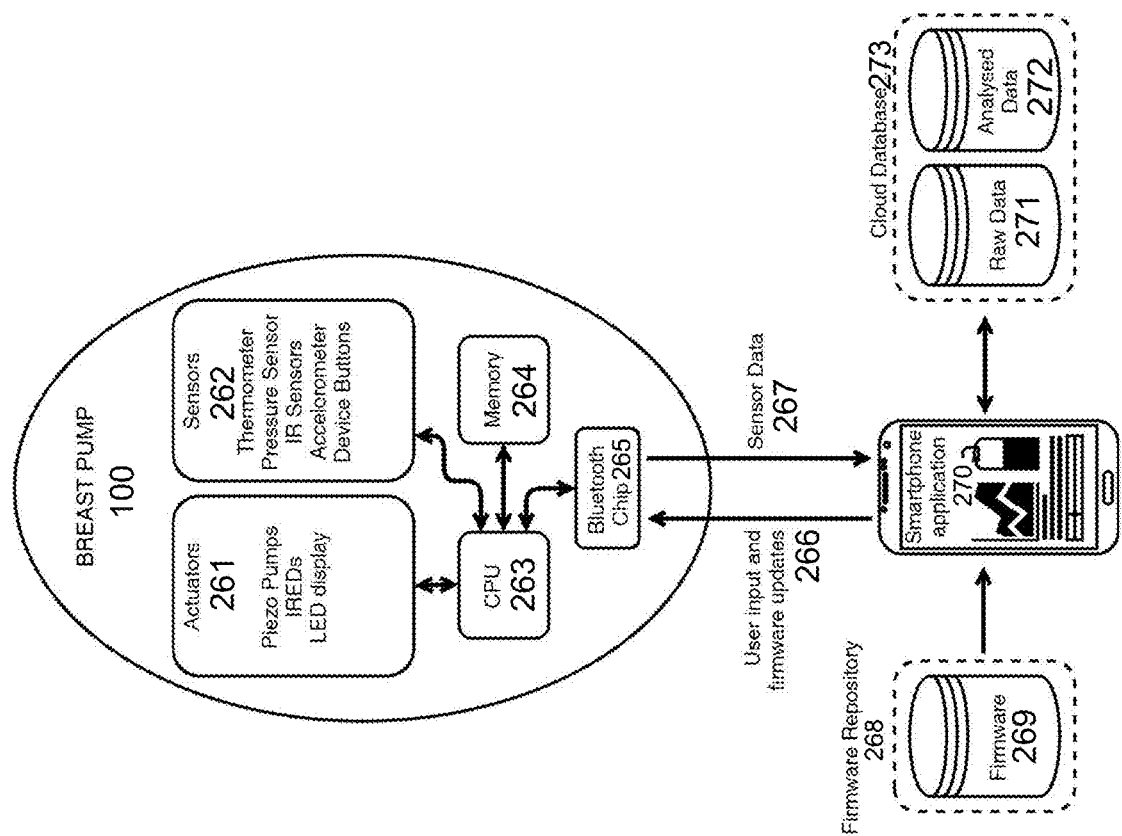 BREAST PUMP
100
Actuators
261
Piezo Pumps
IREDs
LED display
Sensors
262
Thermometer
Pressure Sensor
IR Sensors
Accelorometer
Device Buttons
CPU
263
Memory
264
Bluetooth
Chip 265
User input and
firmware updates
266
Sensor Data
267
Firmware Repository
268
Firmware
269
Smartphone
application
270
Cloud Database 273
Raw Data
271
Analysed
Data
272